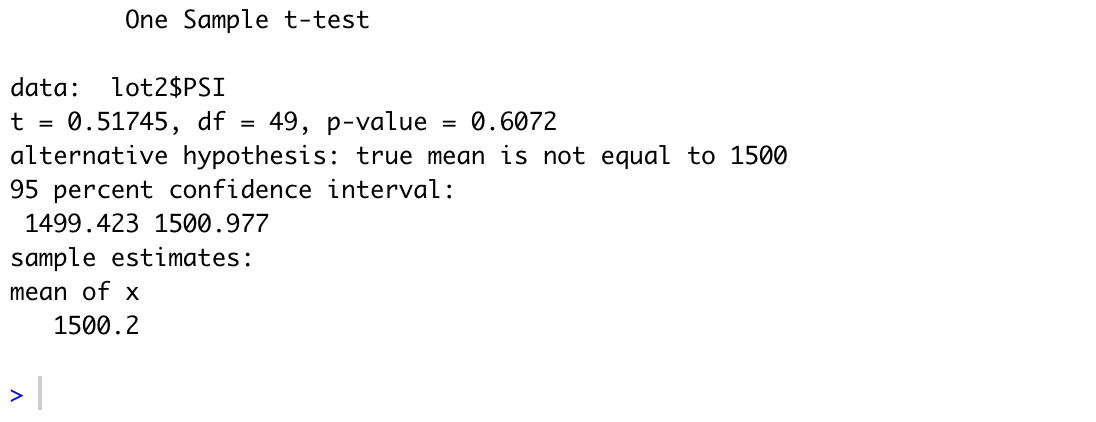 One Sample t-test
data:  lot2$PSI
t = 0.51745, df = 49, p-value = 0.6072
alternative hypothesis: true mean is not equal to 1500
95 percent confidence interval:
 1499.423 1500.977
sample estimates:
mean of x
   1500.2
>